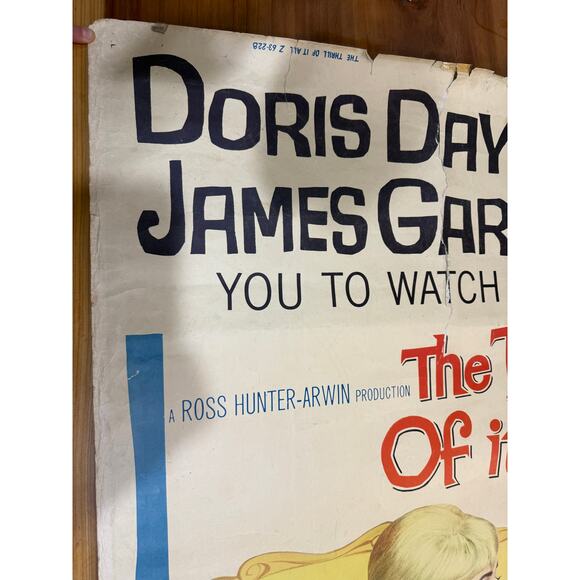 THE THRILL OF IT ALL Z 63-228
DORIS DAY
JAMES GAR
YOU TO WATCH
A ROSS HUNTER-ARWIN PRODUCTION
The T
Of it